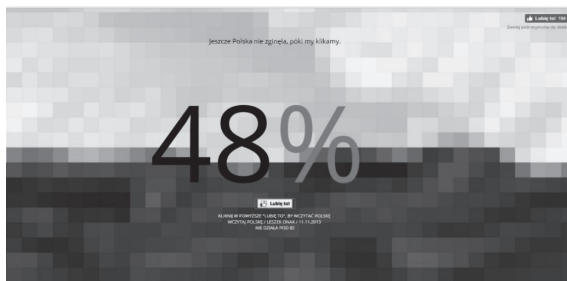 Lubię to! 184
Jeszcze Polska nie zginęła, póki my klikamy.
48%
Lubię to!
KLIKNIJ W POWYŻSZE "LUBIĘ TO", BY WCZYTAĆ POLSKĘ
WCZYTAJ POLSKĘ / LESZEK ONAK / 11.11.2013
NIE DZIAŁA POD IE!